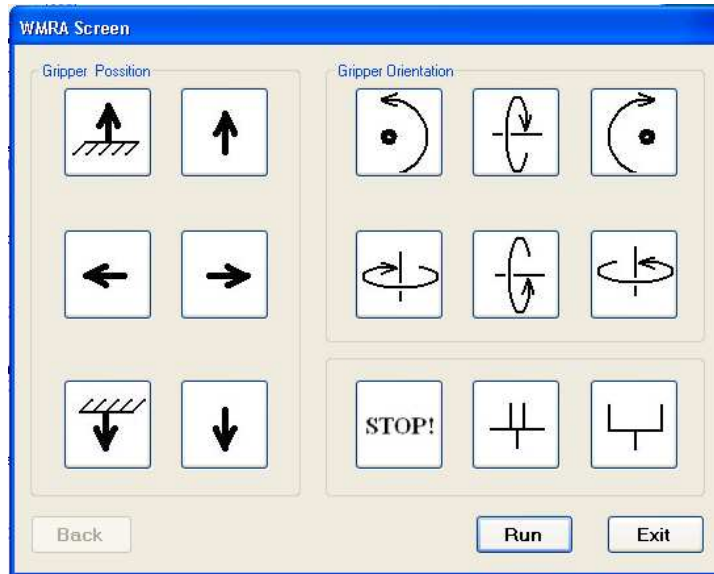 WMRA Screen
Gripper Possition
Gripper Orientation
STOP!
Back
Run
Exit